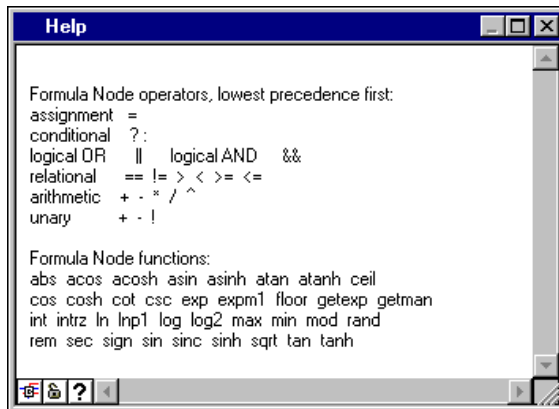 Help
Formula Node operators, lowest precedence first:
assignment =
conditional ? :
logical OR || logical AND &&
relational == != > < >= <=
arithmetic + - * / ^
unary + - !
Formula Node functions:
abs acos acosh asin asinh atan atanh ceil
cos cosh cot csc exp expm1 floor getexp getman
int intrz ln lnp1 log log2 max min mod rand
rem sec sign sin sinc sinh sqrt tan tanh
?